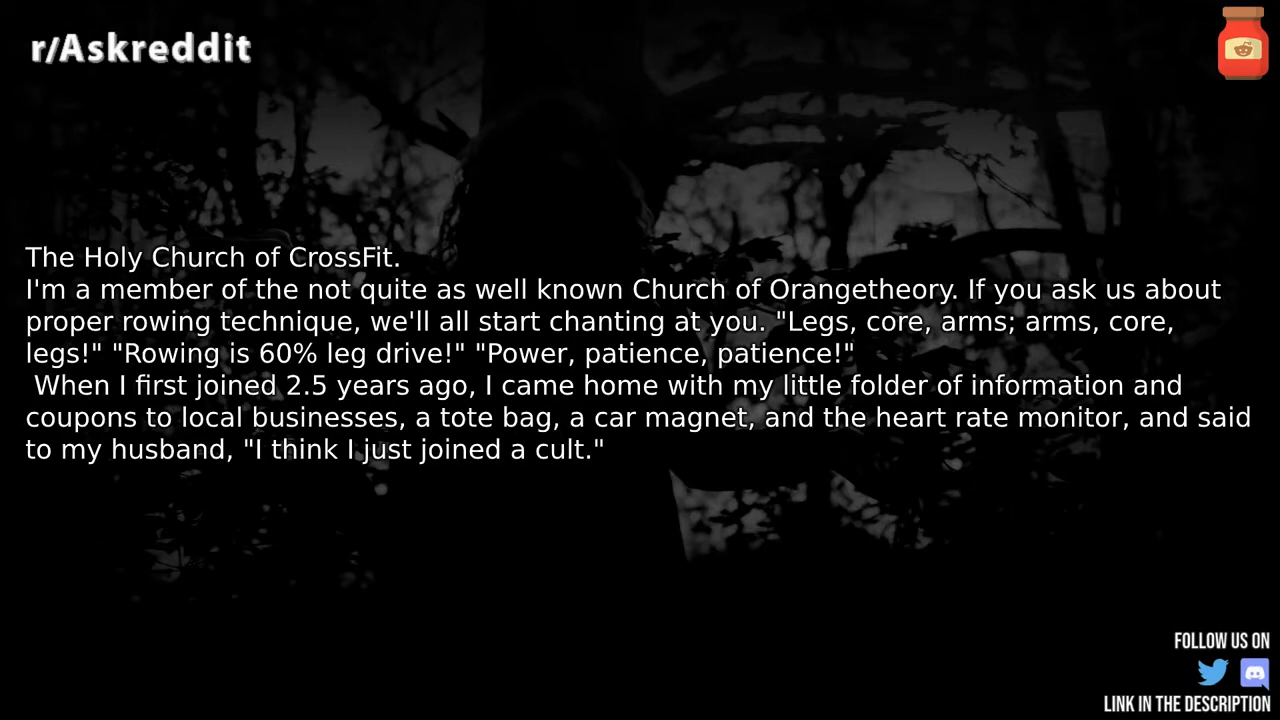 r/Askreddit
The Holy Church of CrossFit.
I'm a member of the not quite as well known Church of Orangetheory. If you ask us about
proper rowing technique, we'll all start chanting at you. "Legs, core, arms; arms, core,
legs!" "Rowing is 60% leg drive!" "Power, patience, patience!"
When I first joined 2.5 years ago, I came home with my little folder of information and
coupons to local businesses, a tote bag, a car magnet, and the heart rate monitor, and said
to my husband, "I think I just joined a cult."
FOLLOW US ON
LINK IN THE DESCRIPTION